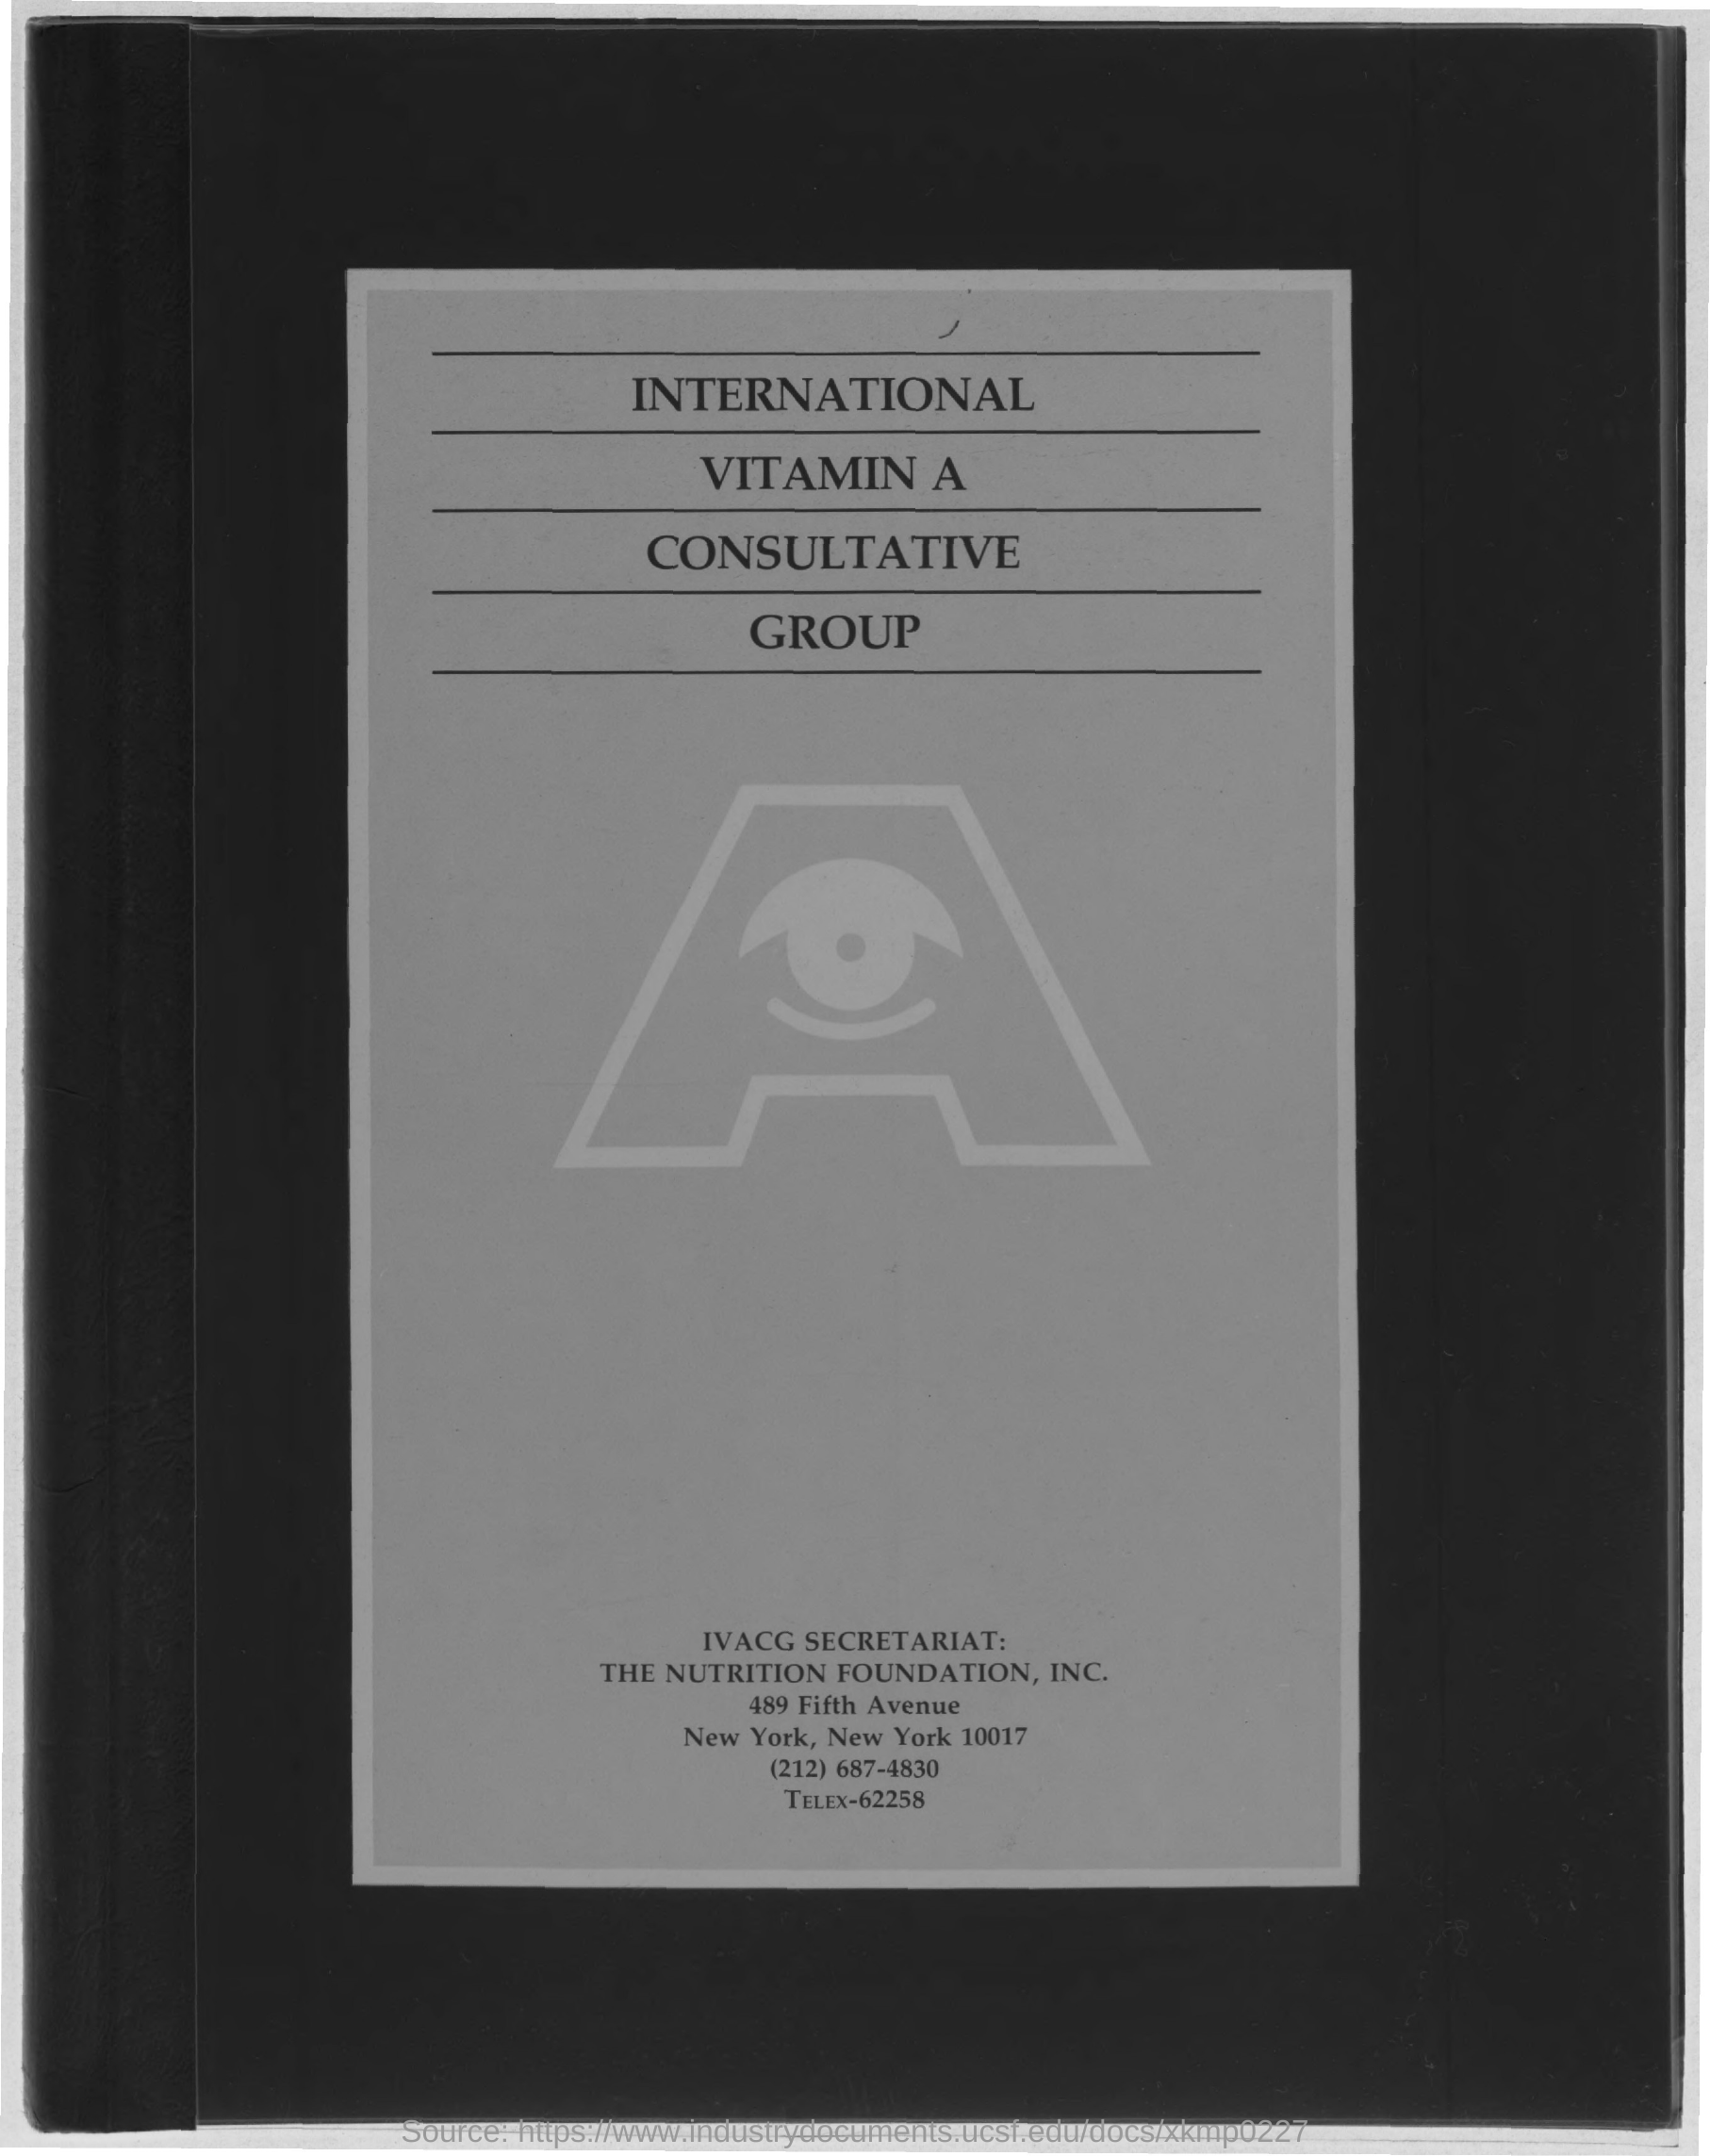 INTERNATIONAL
VITAMIN A
CONSULTATIVE
GROUP
IVACG SECRETARIAT:
THE NUTRITION FOUNDATION, INC.
489 Fifth Avenue
New York, New York 10017
(212) 687-4830
TELEX-62258
Source: https://www.industrydocuments.ucsf.edu/docs/xkmp0227